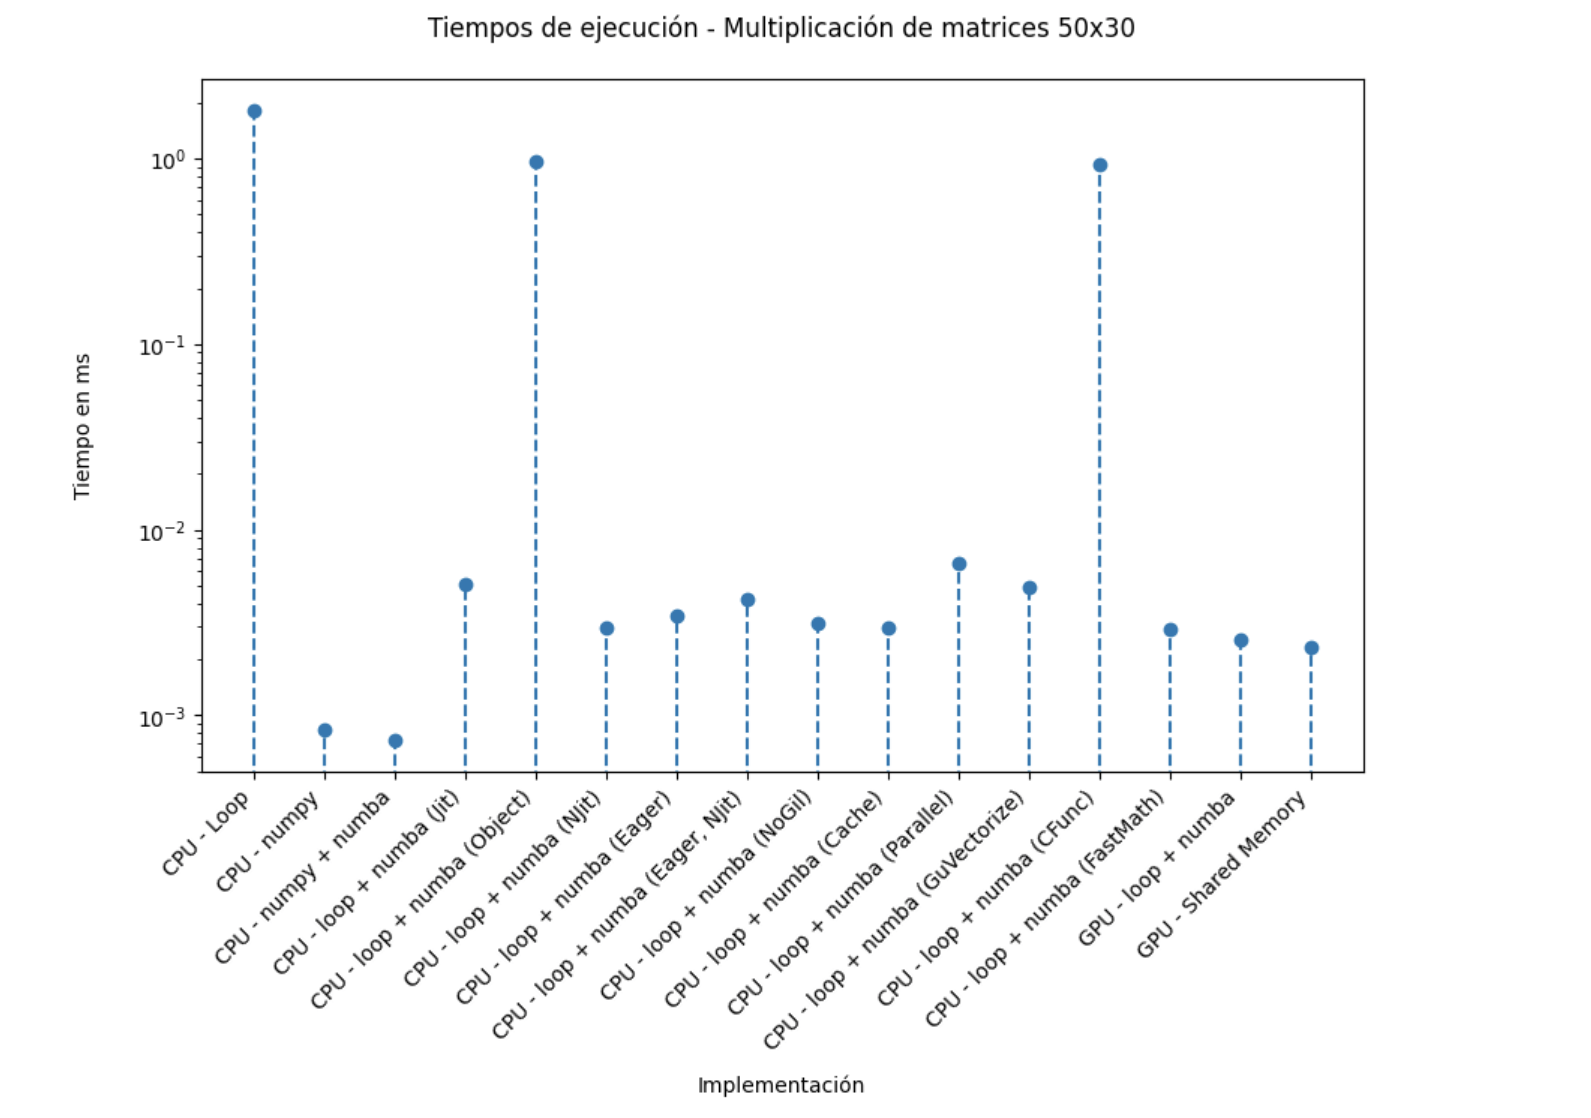 Tiempos de ejecución - Multiplicación de matrices 50x30
Tiempo en ms
10⁰
10⁻¹
10⁻²
10⁻³
CPU - Loop
CPU - numpy
CPU - numpy + numba
CPU - loop + numba (Jit)
CPU - loop + numba (Object)
CPU - loop + numba (NJit)
CPU - loop + numba (Eager)
CPU - loop + numba (Eager, NJit)
CPU - loop + numba (NoGil)
CPU - loop + numba (Cache)
CPU - loop + numba (Parallel)
CPU - loop + numba (GuVectorize)
CPU - loop + numba (CFunc)
CPU - loop + numba (FastMath)
GPU - loop + numba
GPU - Shared Memory
Implementación